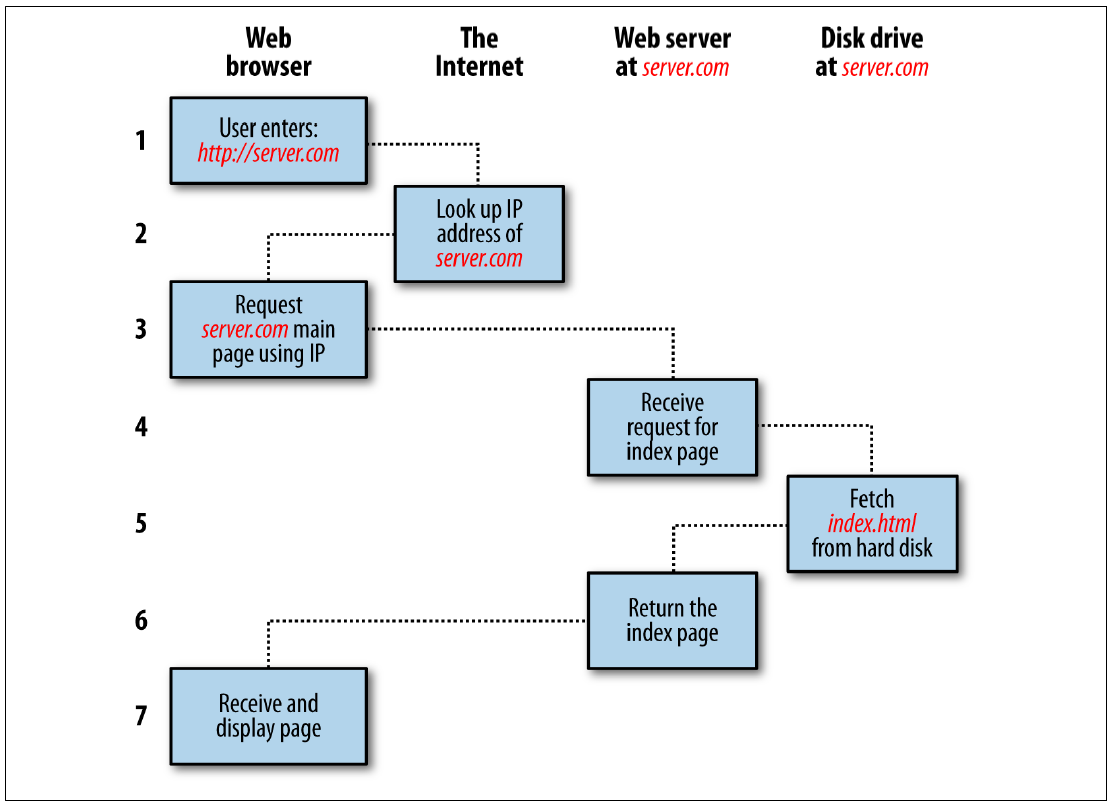 Web
browser
The
Internet
Web server
at server.com
Disk drive
at server.com
1
User enters:
http://server.com
2
Look up IP
address of
server.com
3
Request
server.com main
page using IP
4
Receive
request for
index page
5
Fetch
index.html
from hard disk
6
Return the
index page
7
Receive and
display page